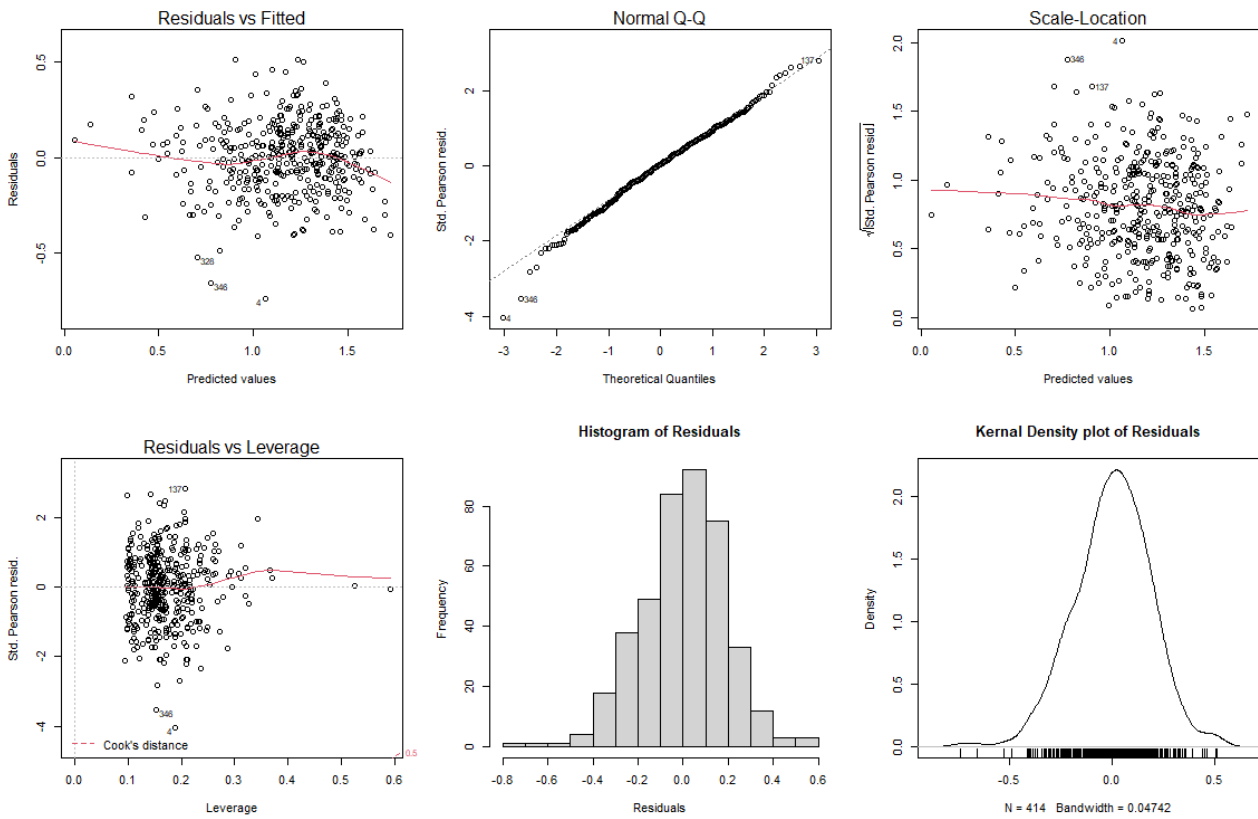 Residuals vs Fitted
Residuals
0.5
0.0
-0.5
328
346
4
0.0 0.5 1.0 1.5
Predicted values
Normal Q-Q
Std. Pearson resid.
2
0
-2
-4
137
346
4
-3 -2 -1 0 1 2 3
Theoretical Quantiles
Scale-Location
√|Std. Pearson resid.|
2.0
1.5
1.0
0.5
0.0
4
346
137
0.0 0.5 1.0 1.5
Predicted values
Residuals vs Leverage
Std. Pearson resid.
2
0
-2
-4
137
346
4
Cook's distance
0.5
0.0 0.1 0.2 0.3 0.4 0.5 0.6
Leverage
Histogram of Residuals
Frequency
80
60
40
20
0
-0.8 -0.6 -0.4 -0.2 0.0 0.2 0.4 0.6
Residuals
Kernal Density plot of Residuals
Density
2.0
1.5
1.0
0.5
0.0
-0.5 0.0 0.5
N = 414 Bandwidth = 0.04742